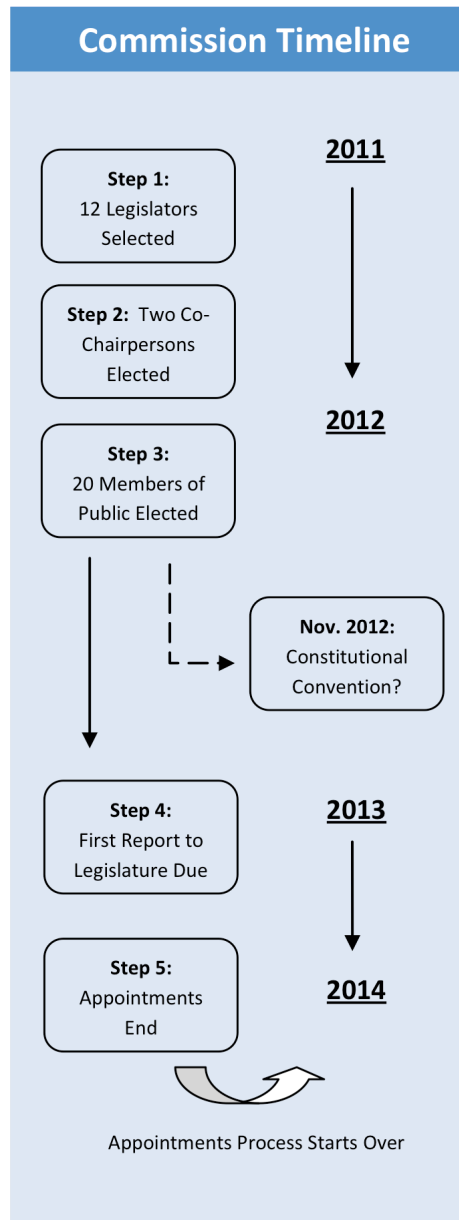 Commission Timeline
2011
Step 1:
12 Legislators
Selected
Step 2:  Two Co-
Chairpersons
Elected
2012
Step 3:
20 Members of
Public Elected
Nov. 2012:
Constitutional
Convention?
Step 4:
First Report to
Legislature Due
2013
Step 5:
Appointments
End
2014
Appointments Process Starts Over